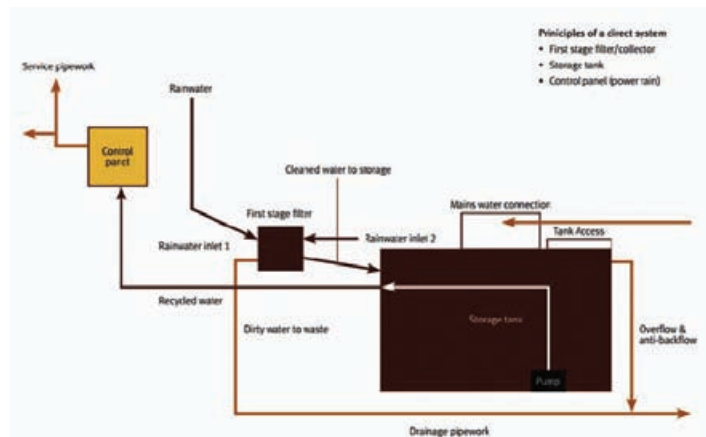 Priniciples of a direct system
• First stage filter/collector
• Storage tank
• Control panel (power rain)
Service pipework
Rainwater
Control
panel
Cleaned water to storage
Mains water connection
First stage filter
Tank Access
Rainwater inlet 1
Rainwater inlet 2
Recycled water
Storage tank
Dirty water to waste
Overflow &
anti-backflow
Pump
Drainage pipework